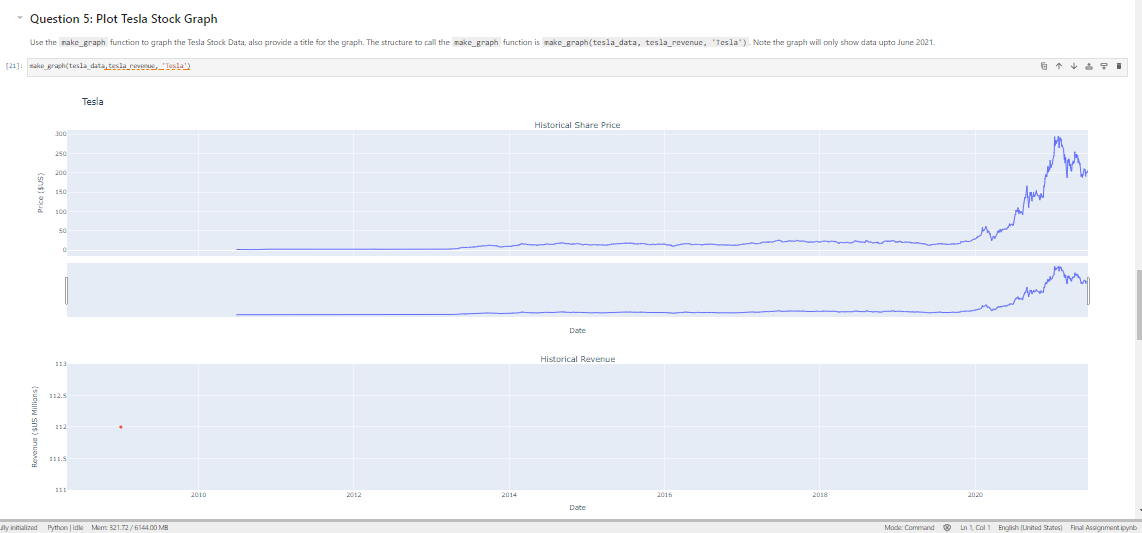 Question 5: Plot Tesla Stock Graph
Use the make_graph function to graph the Tesla Stock Data, also provide a title for the graph. The structure to call the make_graph function is make_graph(tesla_data, tesla_revenue, 'Tesla'). Note the graph will only show data upto June 2021.
[21]: make_graph(tesla_data,tesla_revenue, 'Tesla')
Tesla
Historical Share Price
300
250
200
150
100
50
0
Price ($US)
Date
Historical Revenue
113
112.5
112
111.5
111
Revenue ($US Millions)
2010 2012 2014 2016 2018 2020
Date
ully initialized Python | Idle Mem: 321.72 / 6144.00 MB Mode: Command Ln 1, Col 1 English (United States) Final Assignment.ipynb